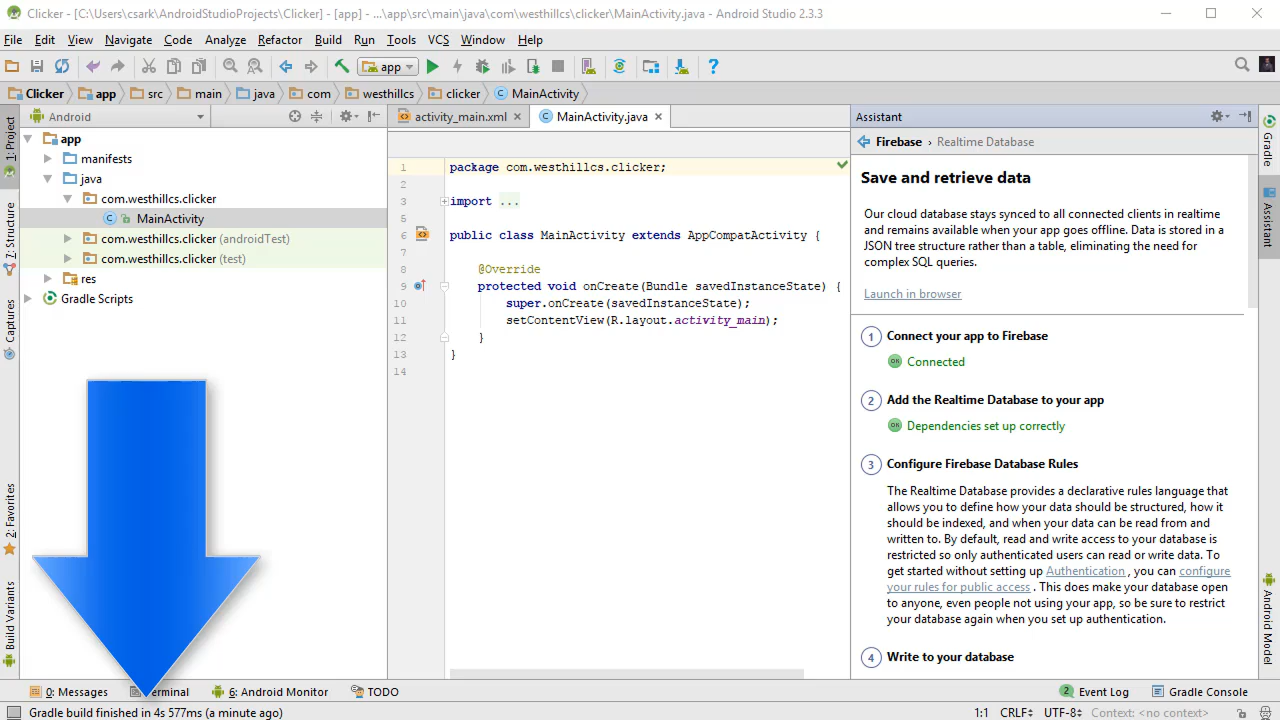 Clicker - [C:\Users\csark\AndroidStudioProjects\Clicker] - [app] - ...\app\src\main\java\com\westhillcs\clicker\MainActivity.java - Android Studio 2.3.3
File Edit View Navigate Code Analyze Refactor Build Run Tools VCS Window Help
app
Clicker app src main java com westhillcs clicker MainActivity
1: Project
7: Structure
Captures
2: Favorites
Build Variants
Android
app
manifests
java
com.westhillcs.clicker
MainActivity
com.westhillcs.clicker (androidTest)
com.westhillcs.clicker (test)
res
Gradle Scripts
activity_main.xml MainActivity.java
1 package com.westhillcs.clicker;
2
3 import ...
5
6 public class MainActivity extends AppCompatActivity {
7
8 @Override
9 protected void onCreate(Bundle savedInstanceState) {
10 super.onCreate(savedInstanceState);
11 setContentView(R.layout.activity_main);
12 }
13 }
14
Assistant
Firebase › Realtime Database
Save and retrieve data
Our cloud database stays synced to all connected clients in realtime
and remains available when your app goes offline. Data is stored in a
JSON tree structure rather than a table, eliminating the need for
complex SQL queries.
Launch in browser
1 Connect your app to Firebase
OK Connected
2 Add the Realtime Database to your app
OK Dependencies set up correctly
3 Configure Firebase Database Rules
The Realtime Database provides a declarative rules language that
allows you to define how your data should be structured, how it
should be indexed, and when your data can be read from and
written to. By default, read and write access to your database is
restricted so only authenticated users can read or write data. To
get started without setting up Authentication , you can configure
your rules for public access . This does make your database open
to anyone, even people not using your app, so be sure to restrict
your database again when you set up authentication.
4 Write to your database
Gradle
Assistant
Android Model
0: Messages erminal 6: Android Monitor TODO 2 Event Log Gradle Console
Gradle build finished in 4s 577ms (a minute ago) 1:1 CRLF UTF-8 Context: <no context>